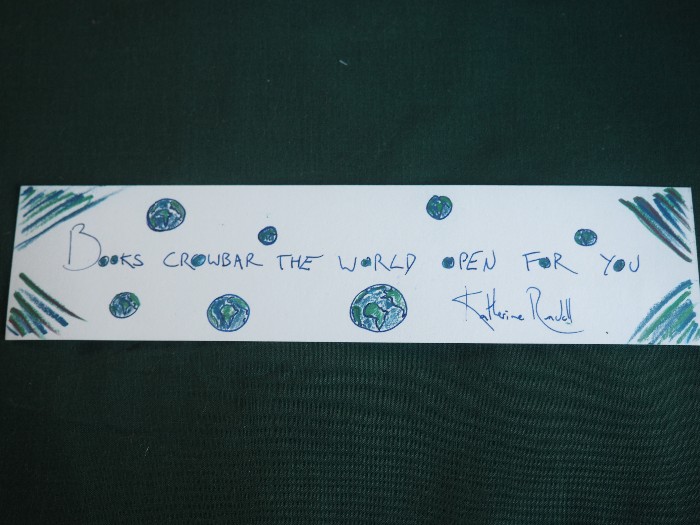 Books CROWBAR THE WORLD OPEN FOR YOU
Katherine Rundell